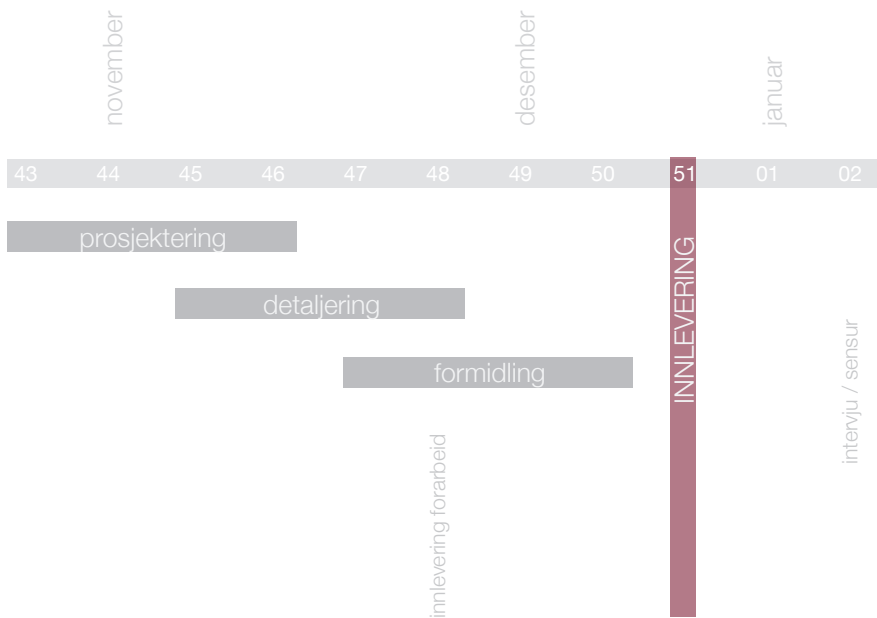 november
desember
januar
43 44 45 46 47 48 49 50 51 01 02
prosjektering
detaljering
formidling
INNLEVERING
intervju / sensur
innlevering forarbeid